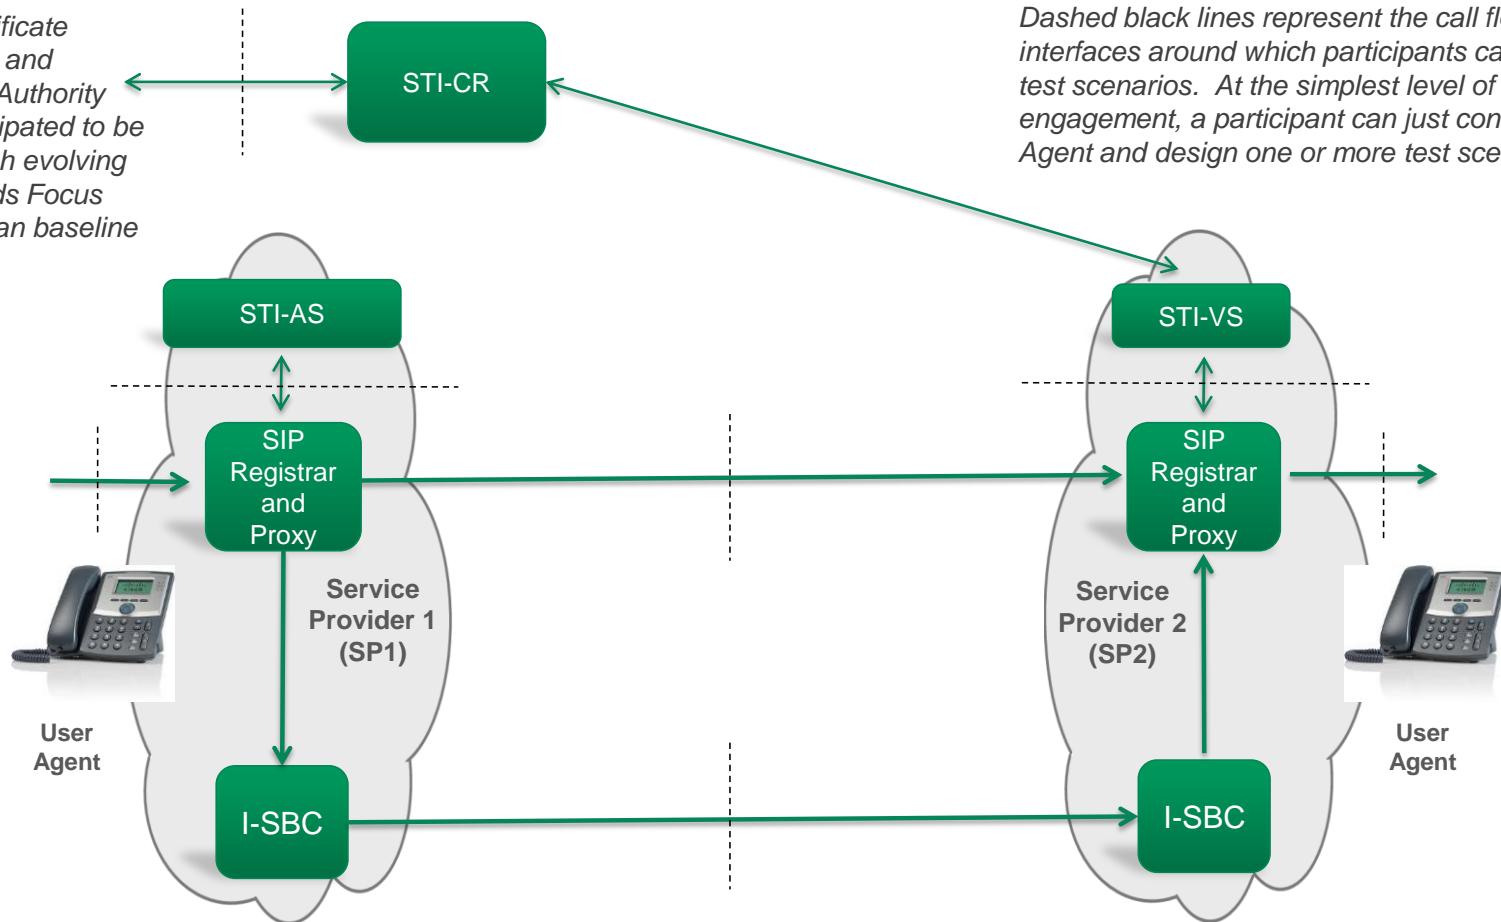 ificate
and
Authority
ipated to be
h evolving
ds Focus
an baseline
STI-CR
Dashed black lines represent the call fl
interfaces around which participants ca
test scenarios. At the simplest level of
engagement, a participant can just con
Agent and design one or more test sce
STI-AS
STI-VS
SIP
Registrar
and
Proxy
SIP
Registrar
and
Proxy
Service
Provider 1
(SP1)
Service
Provider 2
(SP2)
User
Agent
User
Agent
I-SBC
I-SBC